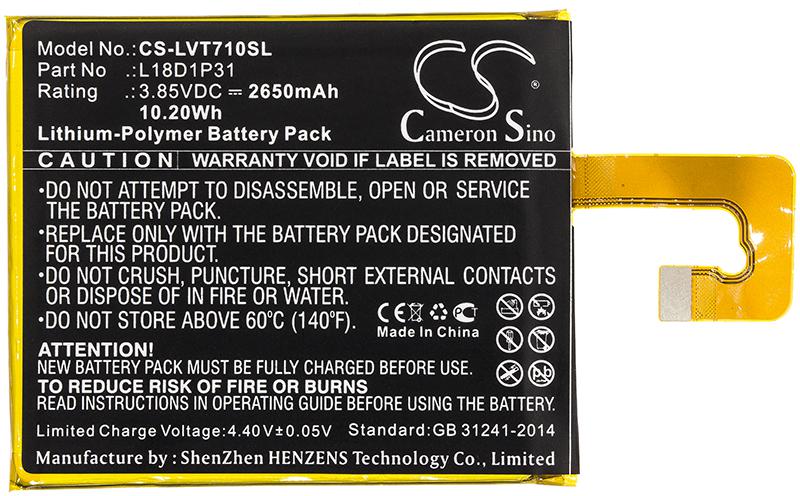 Model No.:CS-LVT710SL
Part No :L18D1P31
Rating :3.85VDC⎓2650mAh
10.20Wh
Lithium-Polymer Battery Pack
Cameron Sino
CAUTION WARRANTY VOID IF LABEL IS REMOVED
•DO NOT ATTEMPT TO DISASSEMBLE, OPEN OR SERVICE
THE BATTERY PACK.
•REPLACE ONLY WITH THE BATTERY PACK DESIGNATED
FOR THIS PRODUCT.
•DO NOT CRUSH, PUNCTURE, SHORT EXTERNAL CONTACTS
OR DISPOSE OF IN FIRE OR WATER.
•DO NOT STORE ABOVE 60℃ (140℉).
CE
Made In China
ATTENTION!
NEW BATTERY PACK MUST BE FULLY CHARGED BEFORE USE
TO REDUCE RISK OF FIRE OR BURNS
READ INSTRUCTIONS IN OPERATING GUIDE BEFORE USING BATTERY
Limited Charge Voltage:4.40V±0.05V Standard:GB 31241-2014
Manufacture by : ShenZhen HENZENS Technology Co., Limited